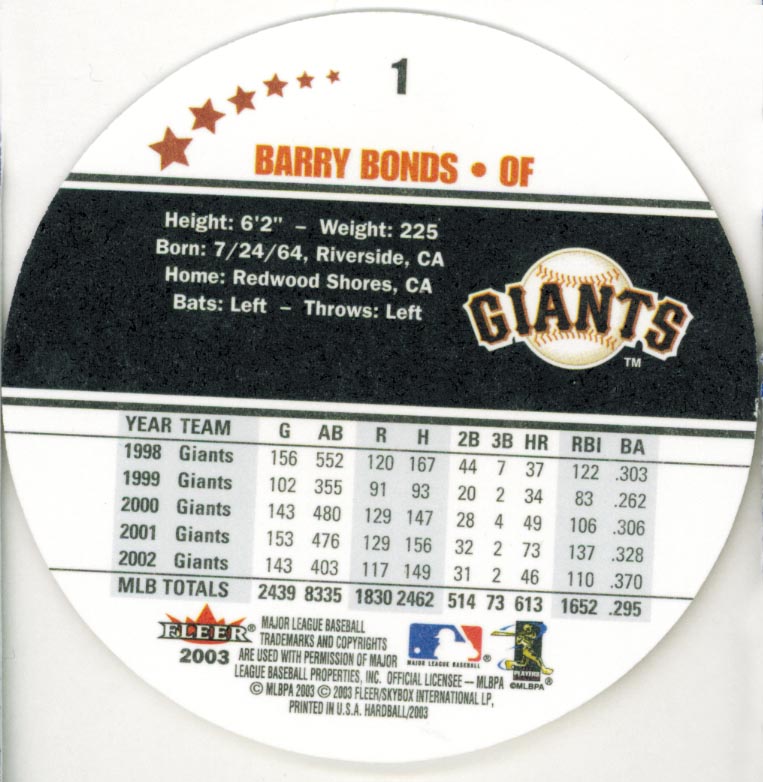 1
BARRY BONDS • OF
Height: 6'2" – Weight: 225
Born: 7/24/64, Riverside, CA
Home: Redwood Shores, CA
Bats: Left – Throws: Left
GIANTS TM
YEAR TEAM G AB R H 2B 3B HR RBI BA
1998 Giants 156 552 120 167 44 7 37 122 .303
1999 Giants 102 355 91 93 20 2 34 83 .262
2000 Giants 143 480 129 147 28 4 49 106 .306
2001 Giants 153 476 129 156 32 2 73 137 .328
2002 Giants 143 403 117 149 31 2 46 110 .370
MLB TOTALS 2439 8335 1830 2462 514 73 613 1652 .295
FLEER®
2003
MAJOR LEAGUE BASEBALL
TRADEMARKS AND COPYRIGHTS
ARE USED WITH PERMISSION OF MAJOR
LEAGUE BASEBALL PROPERTIES, INC. OFFICIAL LICENSEE – MLBPA
© MLBPA 2003 © 2003 FLEER/SKYBOX INTERNATIONAL LP,
PRINTED IN U.S.A. HARDBALL/2003
MAJOR LEAGUE BASEBALL ®
PLAYERS ®
©MLBPA